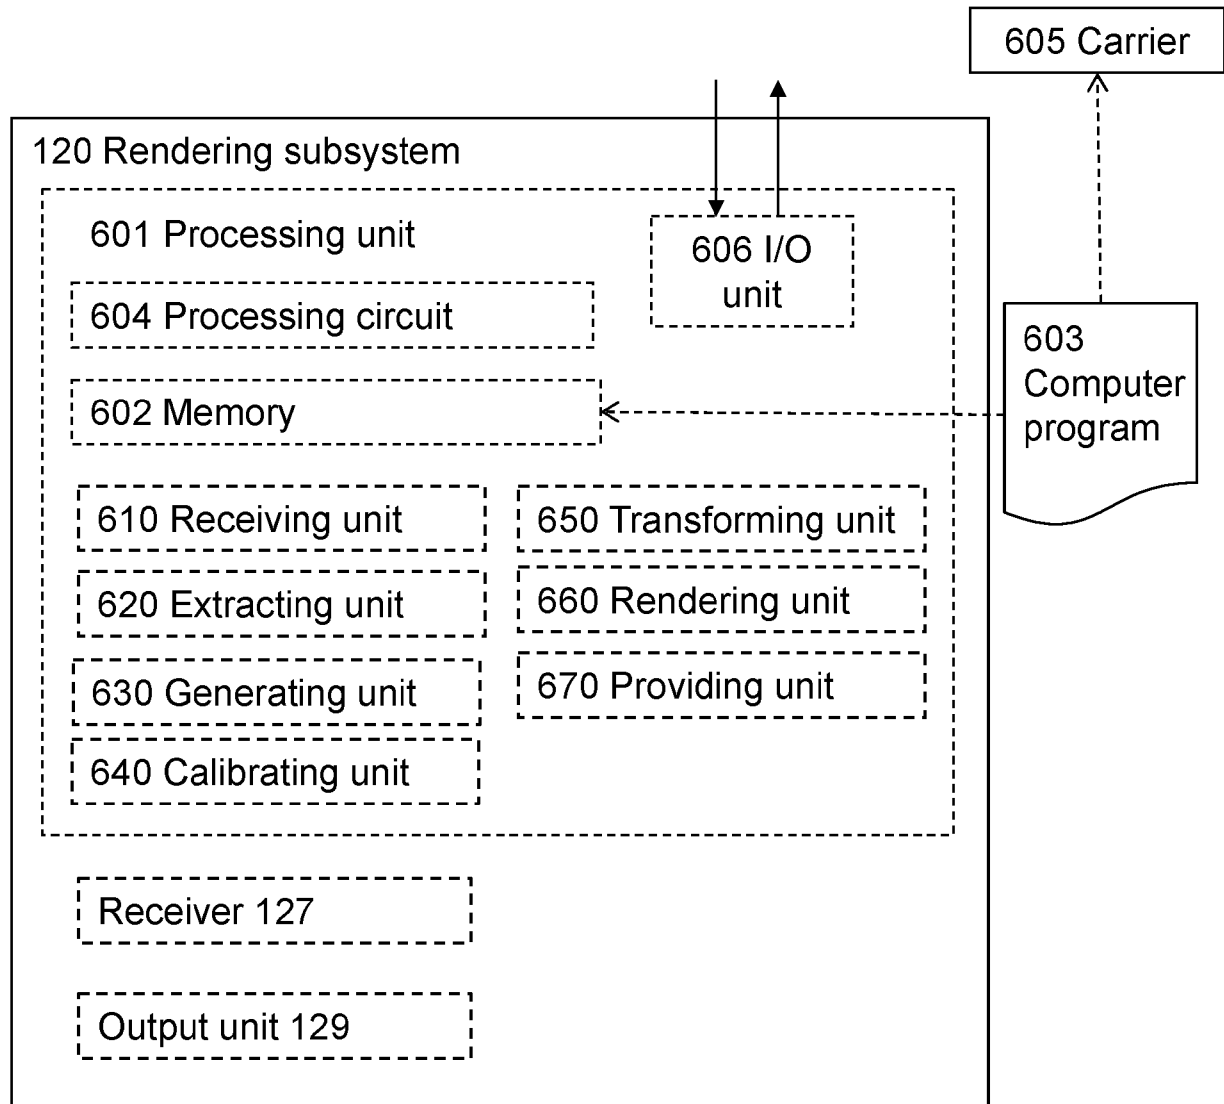 605 Carrier
120 Rendering subsystem
601 Processing unit
606 I/O
unit
604 Processing circuit
603
Computer
program
602 Memory
610 Receiving unit
650 Transforming unit
620 Extracting unit
660 Rendering unit
630 Generating unit
670 Providing unit
640 Calibrating unit
Receiver 127
Output unit 129